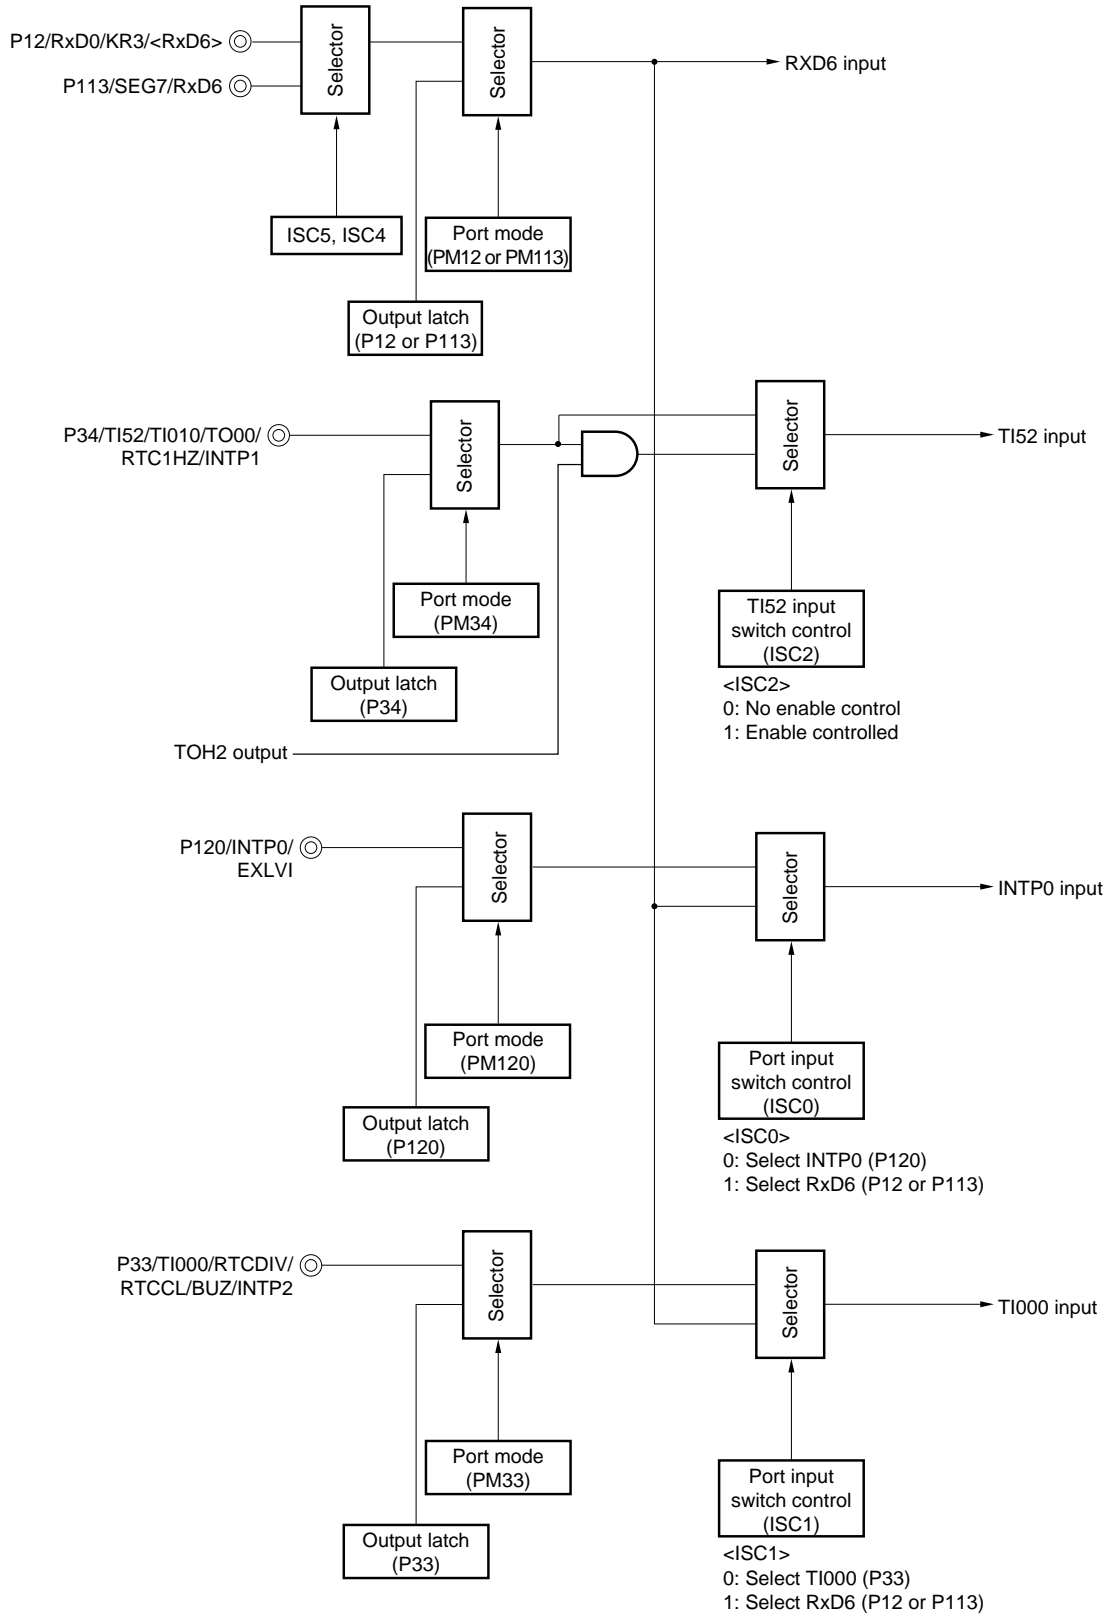 P12/RxD0/KR3/<RxD6>
P113/SEG7/RxD6
Selector
Selector
RXD6 input
ISC5, ISC4
Port mode
(PM12 or PM113)
Output latch
(P12 or P113)
P34/TI52/TI010/TO00/
RTC1HZ/INTP1
Selector
Selector
TI52 input
Port mode
(PM34)
Output latch
(P34)
TI52 input
switch control
(ISC2)
<ISC2>
0: No enable control
1: Enable controlled
TOH2 output
P120/INTP0/
EXLVI
Selector
Selector
INTP0 input
Port mode
(PM120)
Output latch
(P120)
Port input
switch control
(ISC0)
<ISC0>
0: Select INTP0 (P120)
1: Select RxD6 (P12 or P113)
P33/TI000/RTCDIV/
RTCCL/BUZ/INTP2
Selector
Selector
TI000 input
Port mode
(PM33)
Output latch
(P33)
Port input
switch control
(ISC1)
<ISC1>
0: Select TI000 (P33)
1: Select RxD6 (P12 or P113)